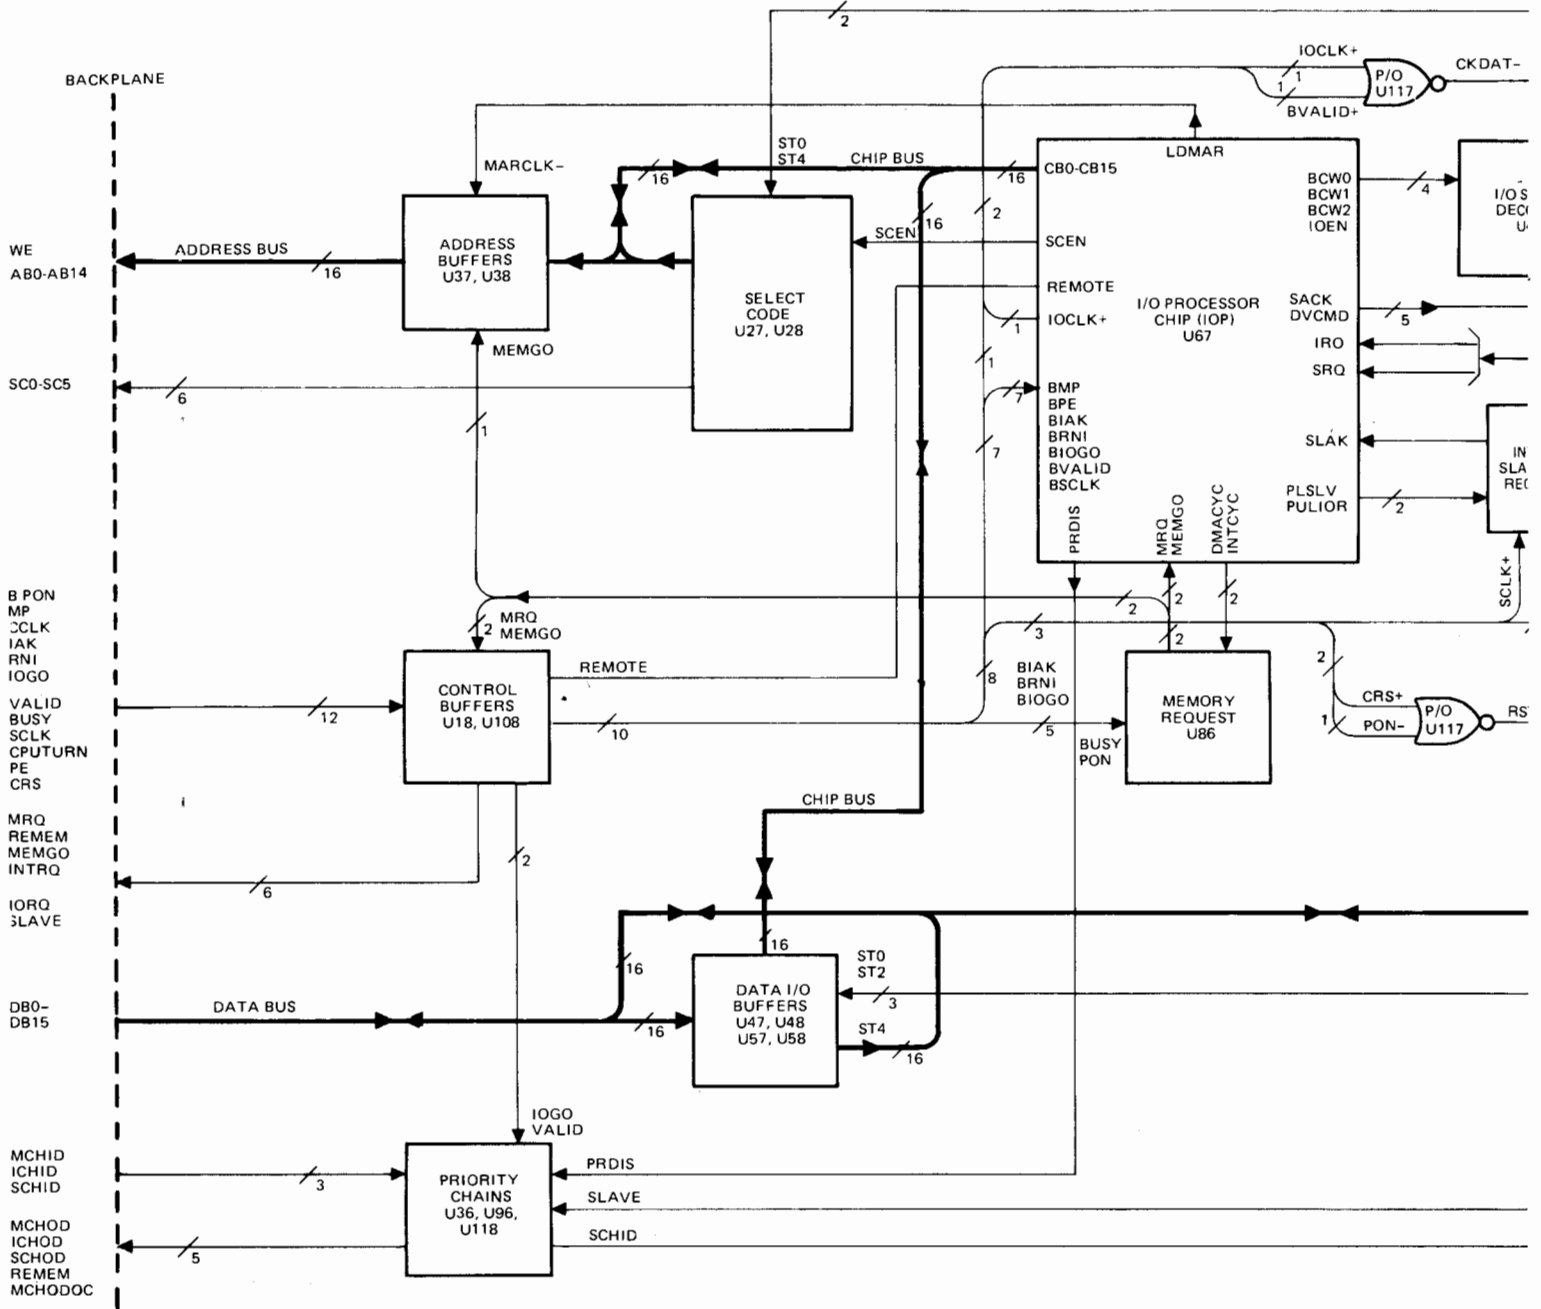 2
IOCLK+
CKDAT-
BACKPLANE
1
P/O
U117
1
BVALID+
MARCLK-
ST0
ST4
CHIP BUS
LDMAR
16
16
CB0-CB15
BCW0
BCW1
BCW2
IOEN
4
I/O S
DEC
U
16
2
WE
AB0-AB14
ADDRESS BUS
16
ADDRESS
BUFFERS
U37, U38
SCEN
SCEN
SELECT
CODE
U27, U28
REMOTE
I/O PROCESSOR
CHIP (IOP)
U67
SACK
DVCMD
5
1
IOCLK+
IRO
SRQ
MEMGO
1
SC0-SC5
6
7
BMP
BPE
BIAK
BRNI
BIOGO
BVALID
BSCLK
1
7
SLAK
IN
SLA
REC
PLSLV
PULIOR
2
PRDIS
MRQ
MEMGO
DMACYC
INTCYC
SCLK+
B PON
MP
CCLK
IAK
RNI
IOGO
2
2
2
2
MRQ
MEMGO
2
3
REMOTE
8
BIAK
BRNI
BIOGO
2
VALID
BUSY
SCLK
CPUTURN
PE
CRS
12
CONTROL
BUFFERS
U18, U108
10
5
BUSY
PON
MEMORY
REQUEST
U86
CRS+
1
PON-
P/O
U117
RS
MRQ
REMEM
MEMGO
INTRQ
IORQ
SLAVE
6
2
CHIP BUS
16
16
DB0-
DB15
DATA BUS
16
DATA I/O
BUFFERS
U47, U48
U57, U58
ST0
ST2
3
ST4
16
IOGO
VALID
MCHID
ICHID
SCHID
3
PRIORITY
CHAINS
U36, U96,
U118
PRDIS
SLAVE
SCHID
MCHOD
ICHOD
SCHOD
REMEM
MCHODOC
5